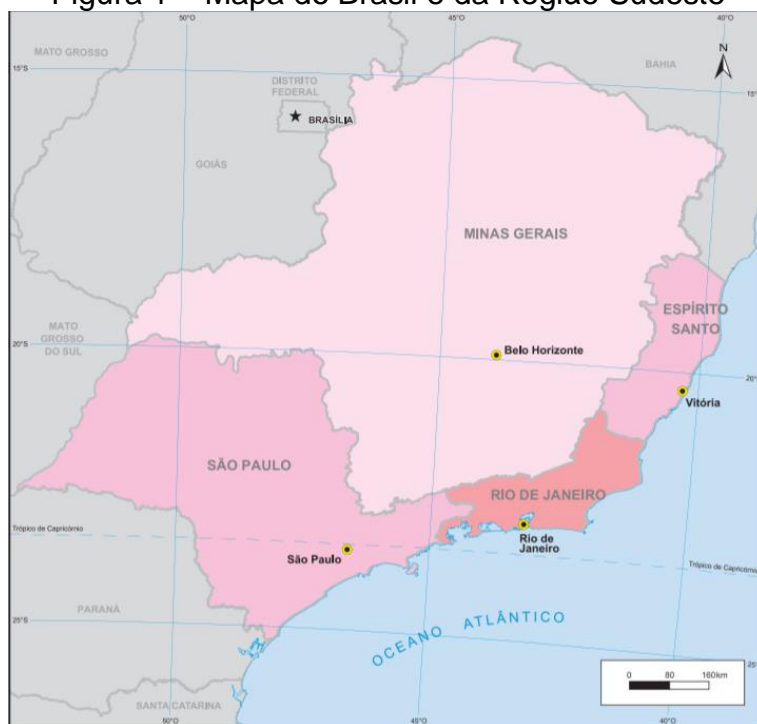 Figura 1 – Mapa do Brasil e da Região Sudeste
50°O
45°O
40°O
MATO GROSSO
N
BAHIA
15°S
15°S
DISTRITO
FEDERAL
BRASÍLIA
GOIÁS
MINAS GERAIS
ESPÍRITO
SANTO
MATO
GROSSO
DO SUL
20°S
Belo Horizonte
20°S
Vitória
SÃO PAULO
RIO DE JANEIRO
Trópico de Capricórnio
São Paulo
Rio de
Janeiro
Trópico de Capricórnio
PARANÁ
25°S
OCEANO ATLÂNTICO
25°S
0 80 160km
SANTA CATARINA
50°O
45°O
40°O